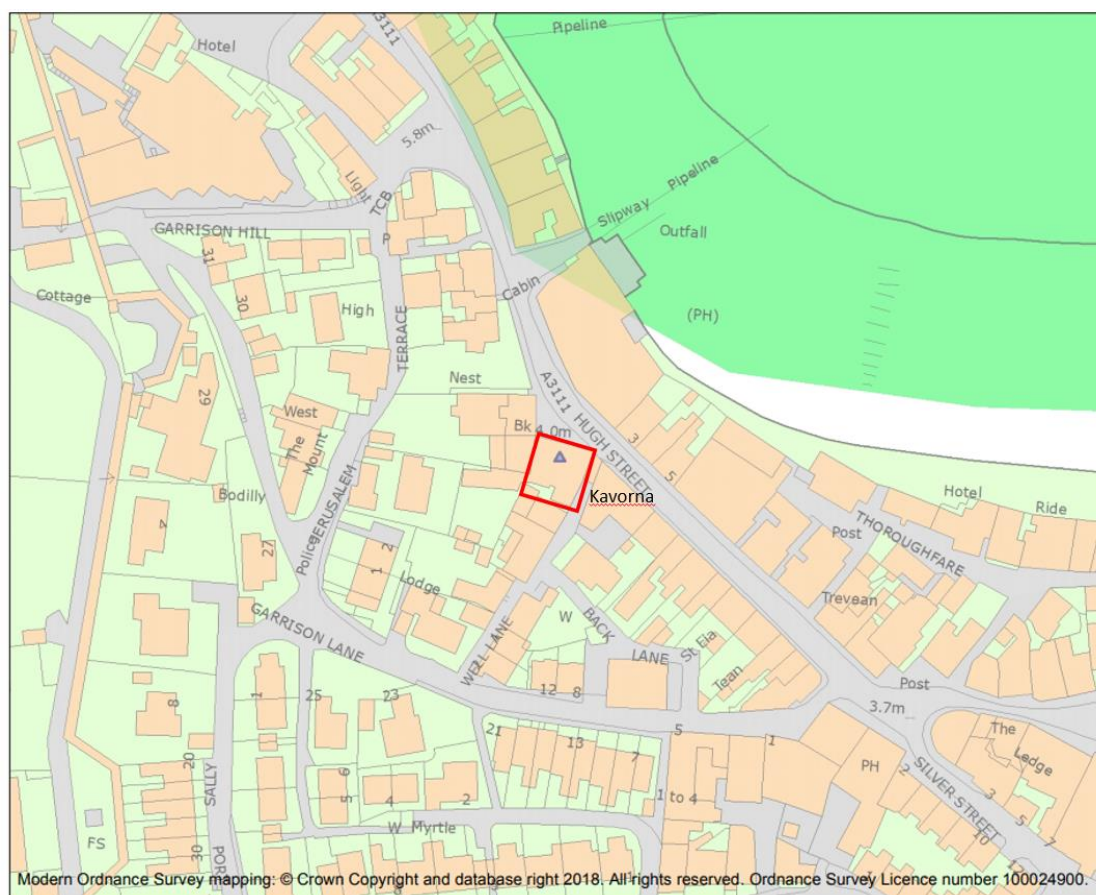 Pipeline
A3111
Hotel
5.8m
Pipeline
Light
TCB
Slipway
Outfall
GARRISON HILL
P
31
Cottage
30
High
Cabin
(PH)
TERRACE
Nest
29
A3111
HUGH STREET
West
Bk
4.0m
3
The Mount
5
Kavorna
Bodilly
JERUSALEM
Hotel
Ride
4
Police
Post
THOROUGHFARE
27
2
1
Lodge
Trevean
GARRISON LANE
W
BACK
LANE
St Ela
WELL LANE
2
Tean
Post
1
25
23
12
8
3.7m
8
5
1
The
21
13
Ledge
20
7
PH
2
SILVER STREET
SALLY
6
5
4
2
1 to 4
3
5
7
W
Myrtle
10
FS
30
PORT
Modern Ordnance Survey mapping: © Crown Copyright and database right 2018. All rights reserved. Ordnance Survey Licence number 100024900.